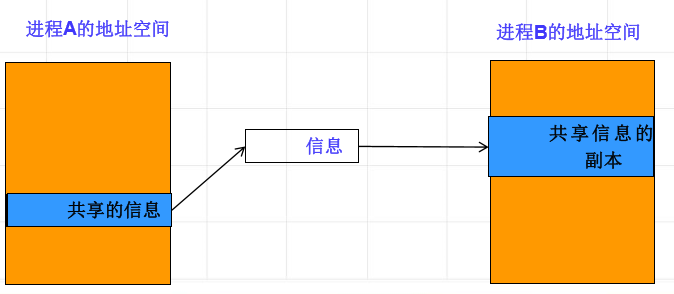 进程A的地址空间
进程B的地址空间
共享信息的
副本
信息
共享的信息